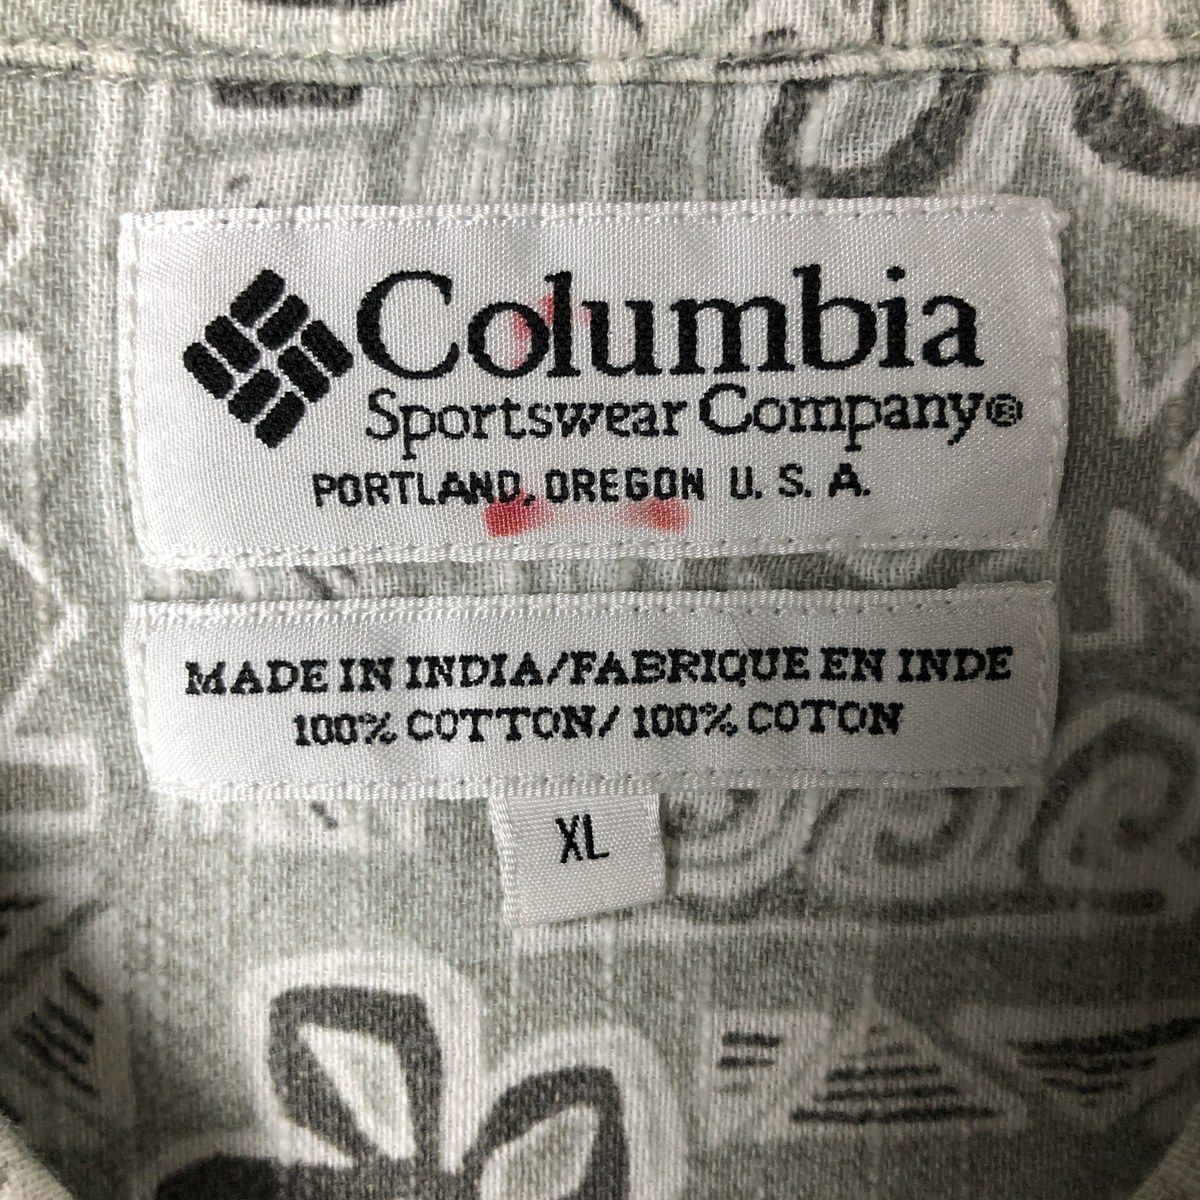 Columbia
Sportswear Company®
PORTLAND, OREGON U. S. A.
MADE IN INDIA/FABRIQUE EN INDE
100% COTTON/ 100% COTON
XL